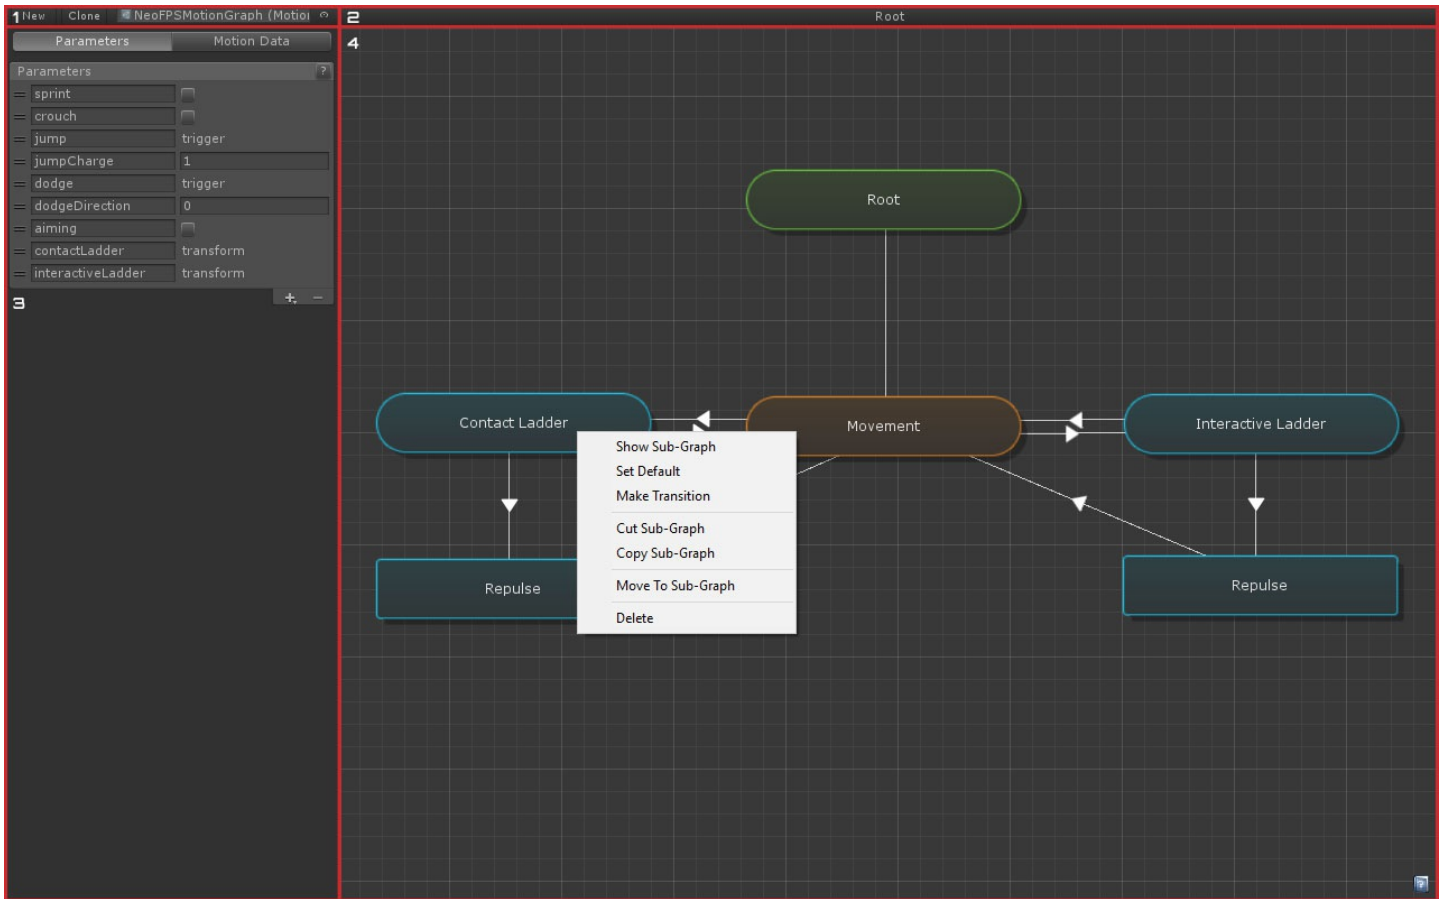 1 New Clone NeoFPSMotionGraph (Motio
2 Root
Parameters Motion Data
4
Parameters ?
sprint
crouch
jump trigger
jumpCharge 1
dodge trigger
dodgeDirection 0
aiming
contactLadder transform
interactiveLadder transform
+ -
3
Root
Contact Ladder
Movement
Interactive Ladder
Show Sub-Graph
Set Default
Make Transition
Cut Sub-Graph
Copy Sub-Graph
Move To Sub-Graph
Delete
Repulse
Repulse
?